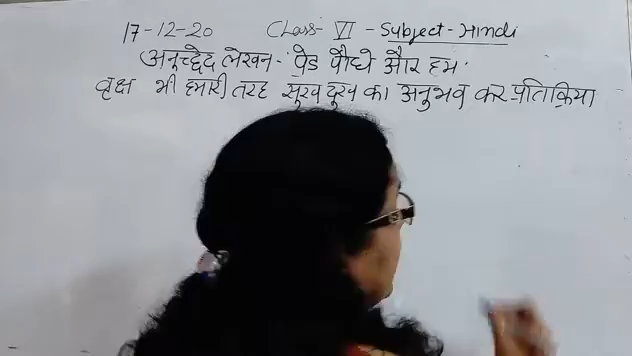 17-12-20 Class- VI - Subject - Hindi
(अनुच्छेद लेखन - 'पेड पौधे और हम'
वृक्ष भी हमारी तरह सुख दुख का अनुभव कर प्रतिक्रिया